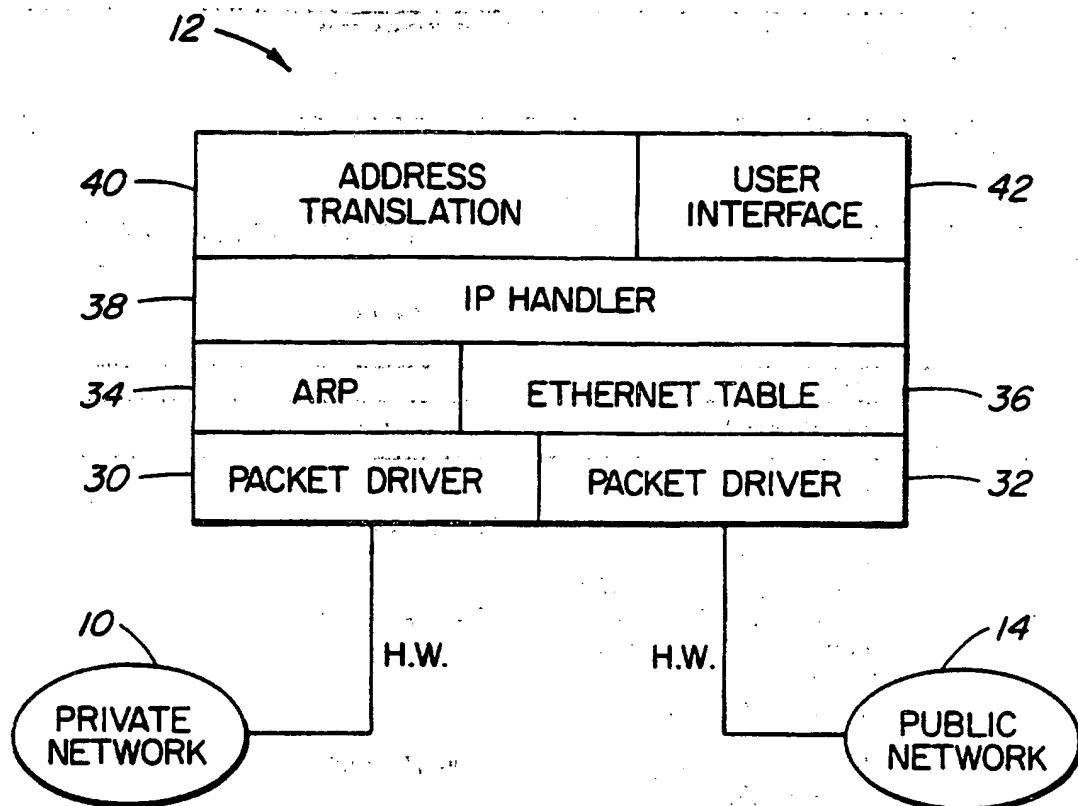 12
40
ADDRESS
TRANSLATION
USER
INTERFACE
42
38
IP HANDLER
34
ARP
ETHERNET TABLE
36
30
PACKET DRIVER
PACKET DRIVER
32
10
H.W.
H.W.
14
PRIVATE
NETWORK
PUBLIC
NETWORK